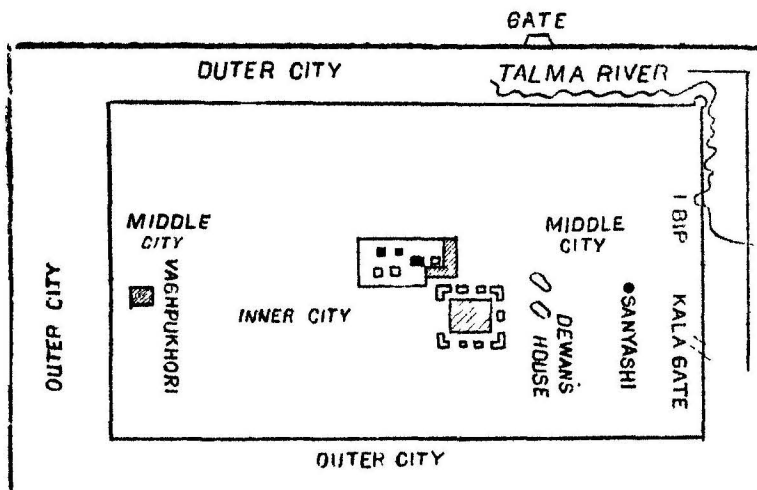 GATE
OUTER CITY
TALMA RIVER
MIDDLE
CITY
MIDDLE
CITY
I BIP
OUTER CITY
VAGHPUKHORI
INNER CITY
DEWAN'S
HOUSE
SANYASHI
KALA GATE
OUTER CITY